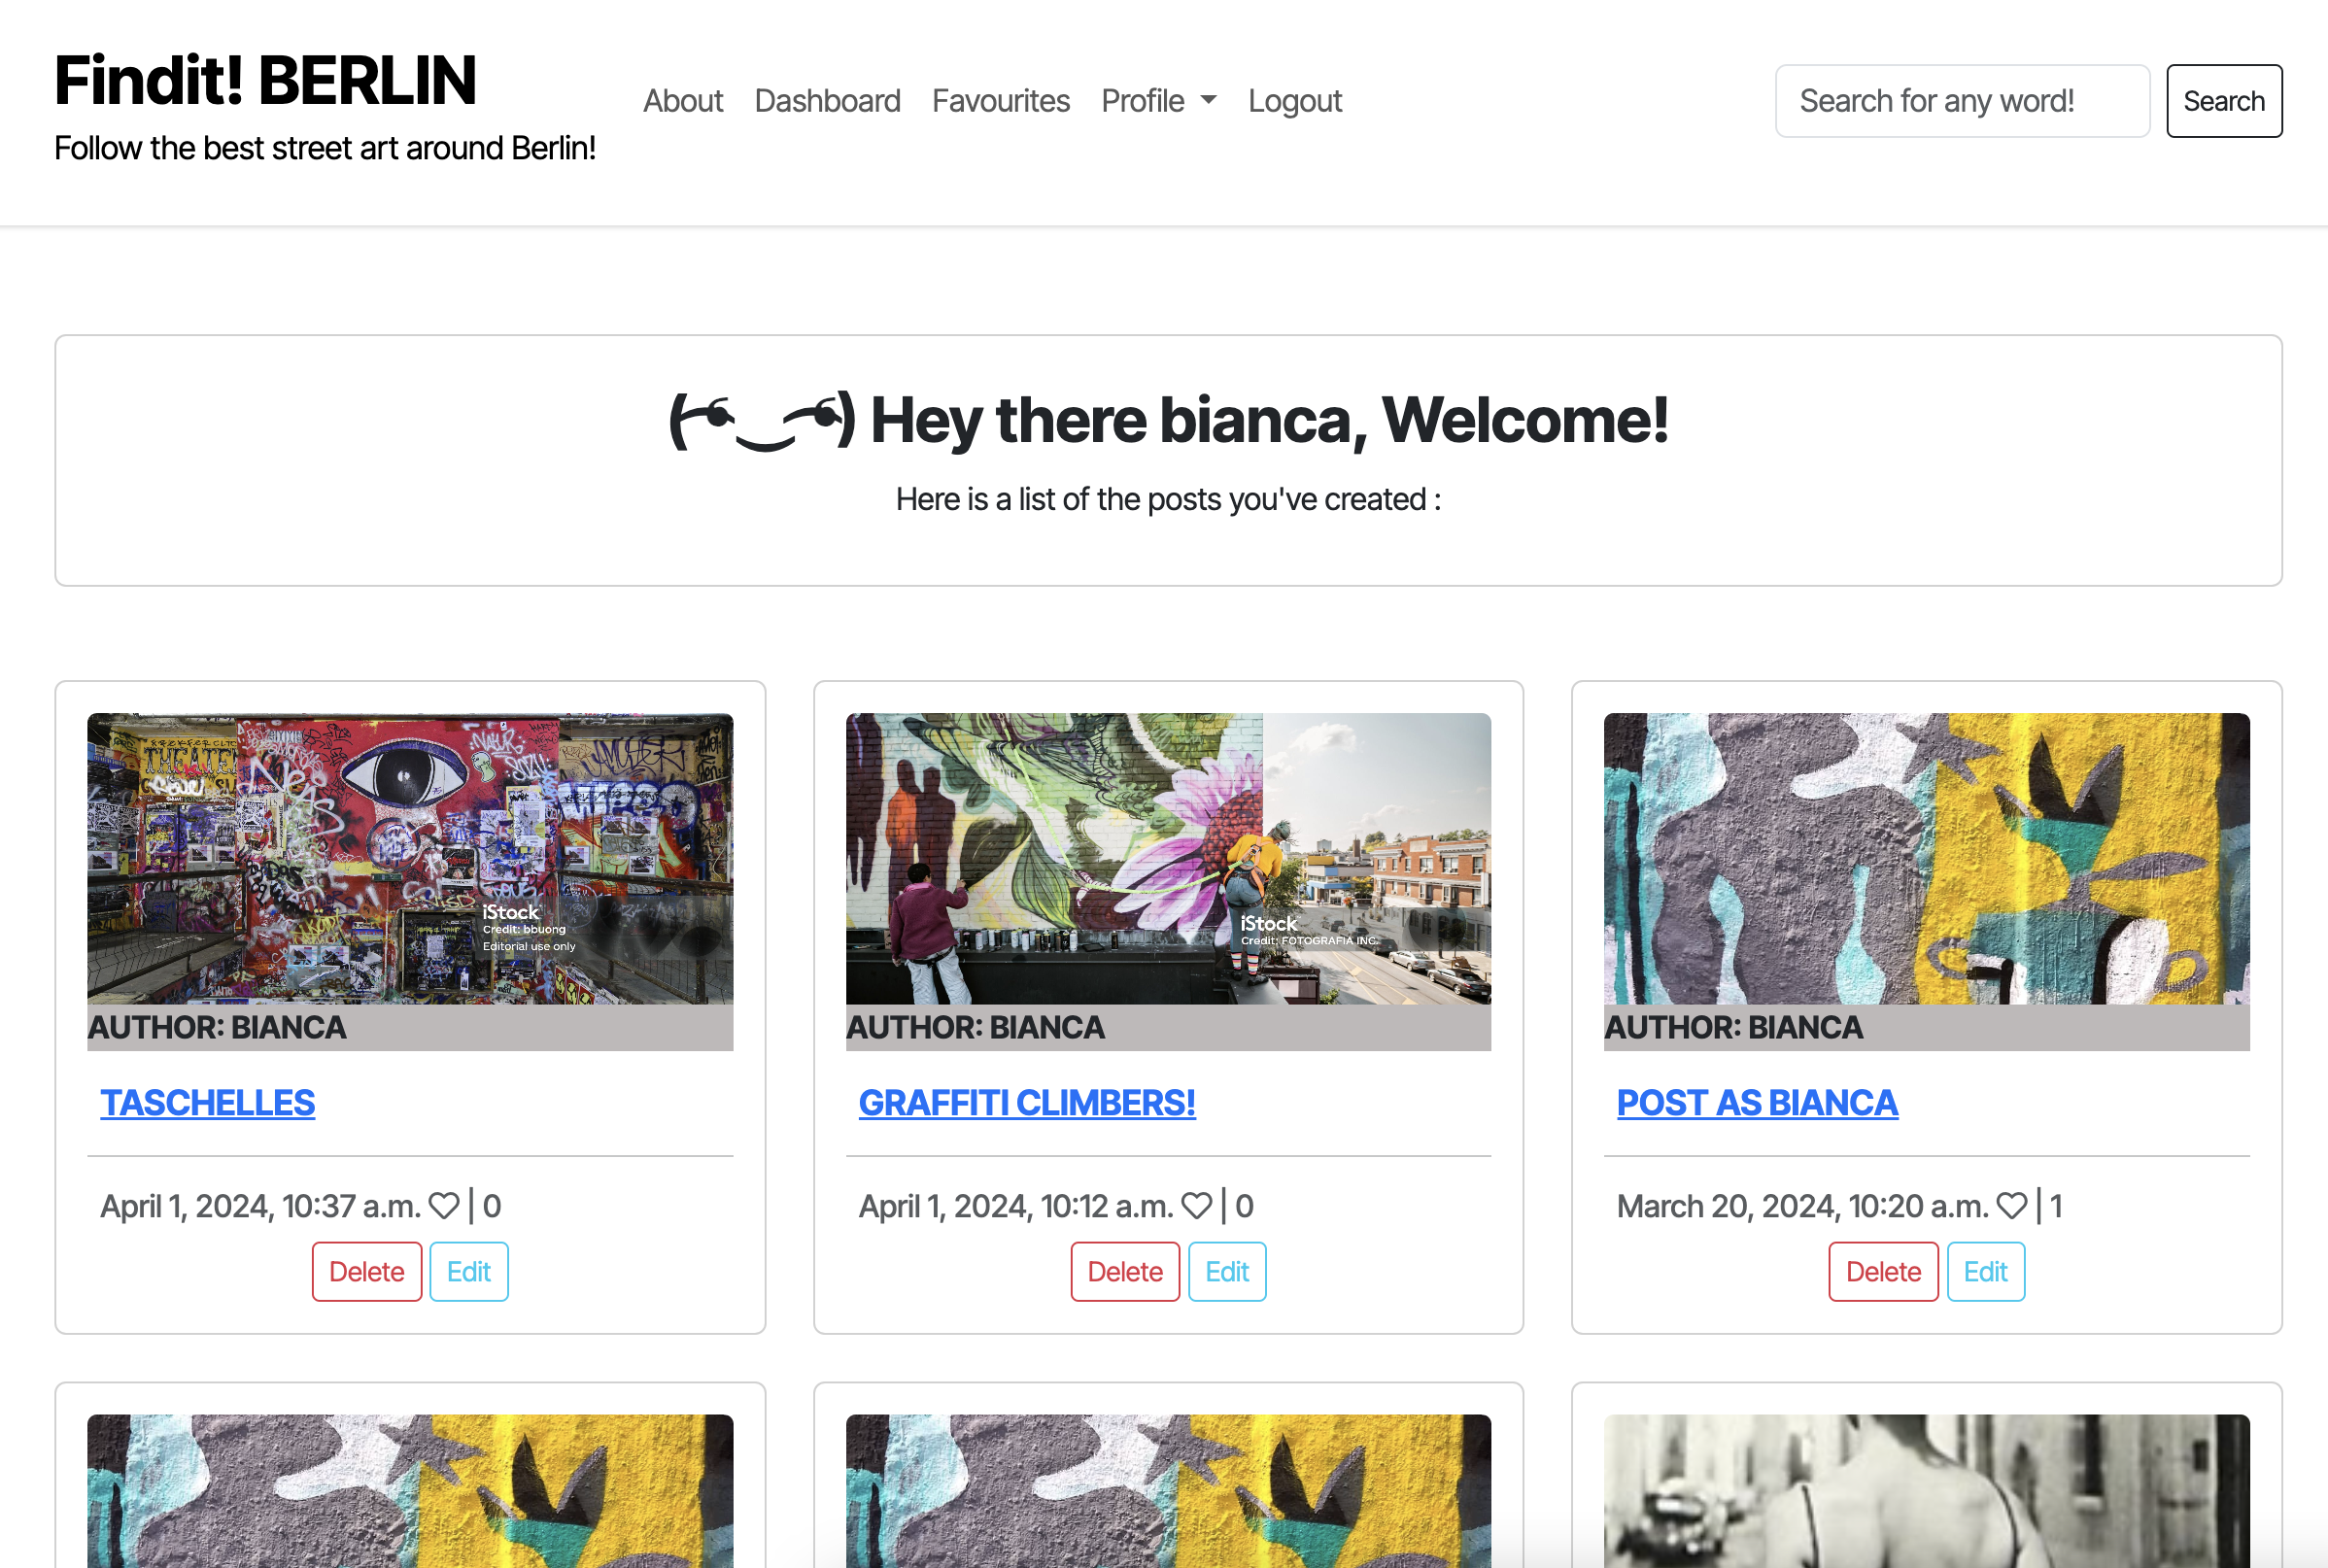 Findit! BERLIN
Follow the best street art around Berlin!
About Dashboard Favourites Profile Logout
Search for any word! Search
Hey there bianca, Welcome!
Here is a list of the posts you've created :
THE
iStock
Credit: bbuong
Editorial use only
AUTHOR: BIANCA
TASCHELLES
April 1, 2024, 10:37 a.m. | 0
Delete Edit
iStock
Credit: FOTOGRAFIA INC.
AUTHOR: BIANCA
GRAFFITI CLIMBERS!
April 1, 2024, 10:12 a.m. | 0
Delete Edit
AUTHOR: BIANCA
POST AS BIANCA
March 20, 2024, 10:20 a.m. | 1
Delete Edit